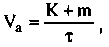 Vₐ = (K + m) / τ ,